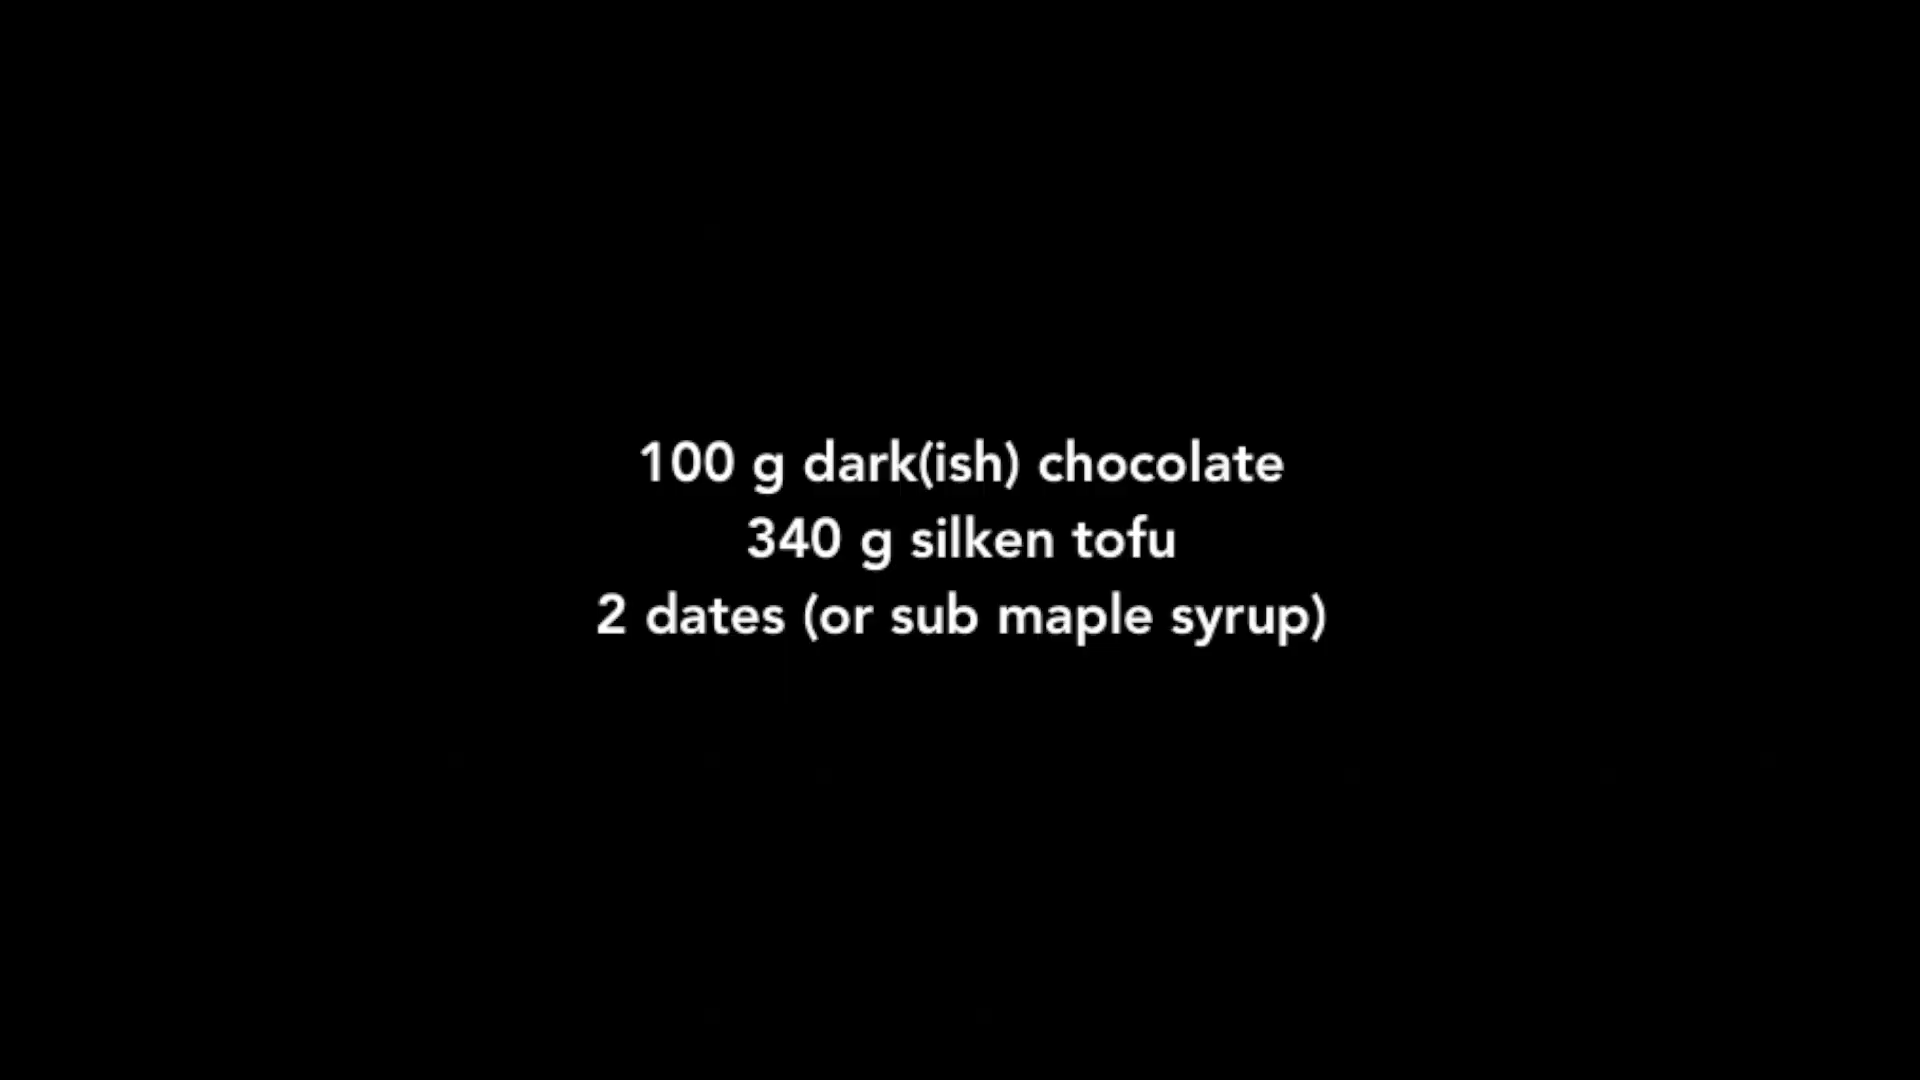 100 g dark(ish) chocolate
340 g silken tofu
2 dates (or sub maple syrup)